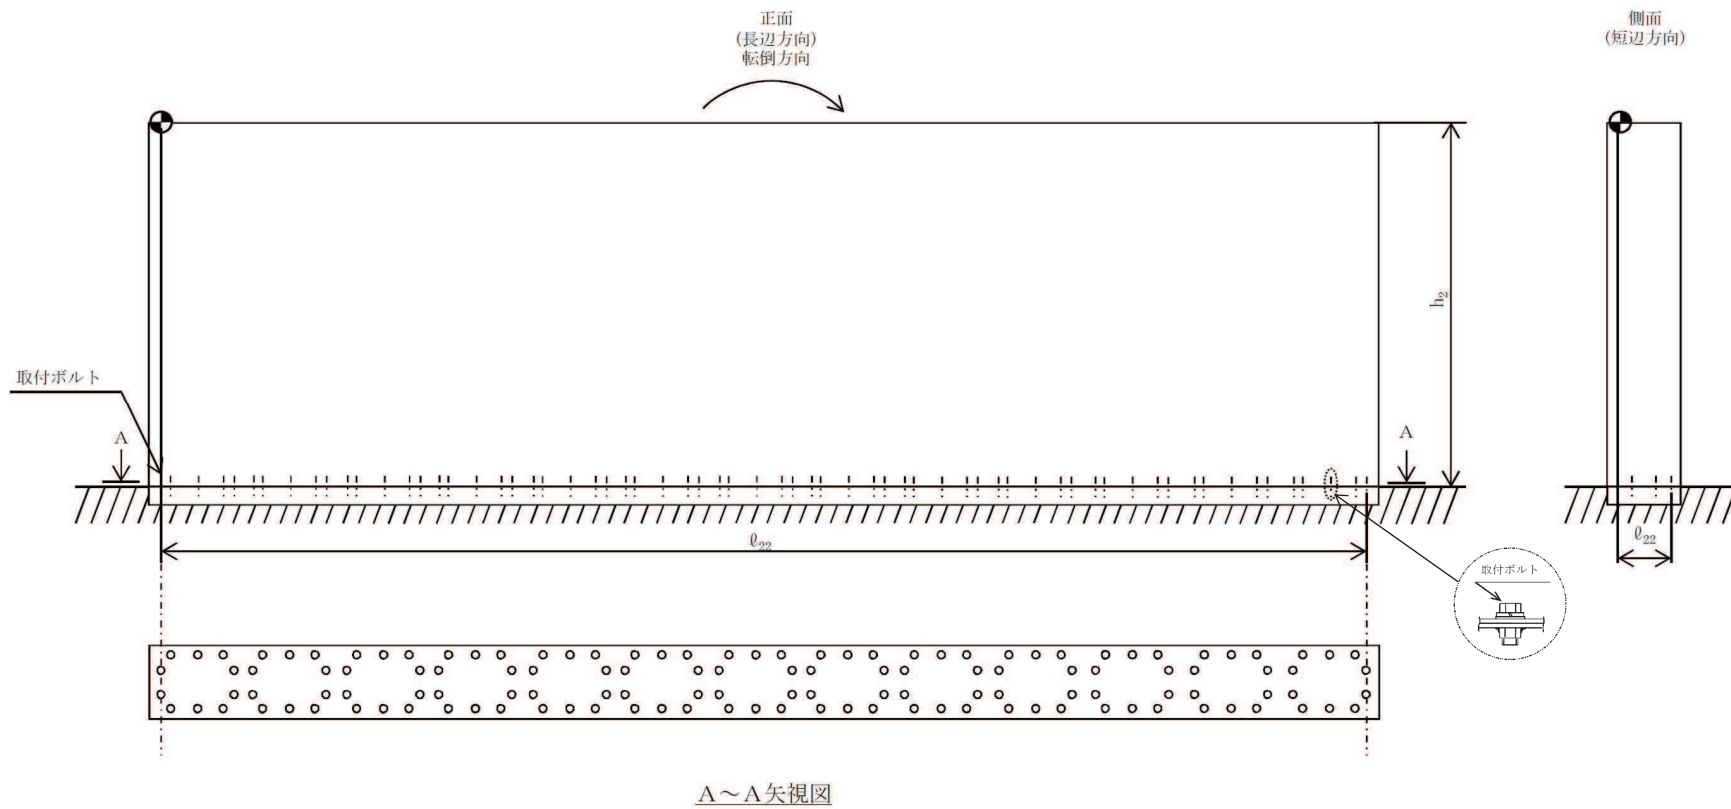 正面
(長辺方向)
転倒方向
側面
(短辺方向)
h₂
取付ボルト
A
A
ℓ₂₂
ℓ₂₂
取付ボルト
A～A矢視図